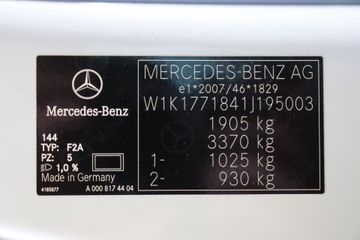 Mercedes-Benz
144
TYP: F2A
PZ: 5
1,0 %
Made in Germany
4185877
A 000 817 44 04
MERCEDES-BENZ AG
e1*2007/46*1829
W1K1771841J195003
1905 kg
3370 kg
1- 1025 kg
2- 930 kg